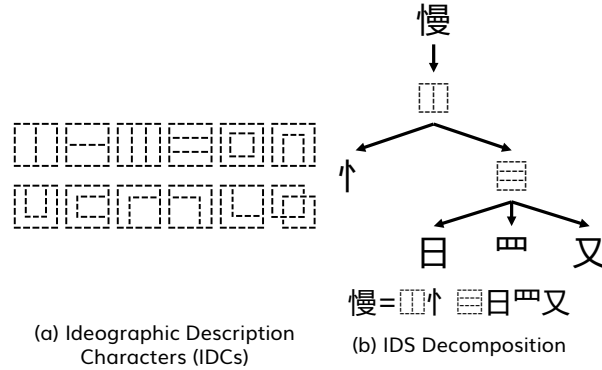 慢
⿰
忄
⿳
日 罒 又
慢=⿰忄⿳日罒又
⿰⿱⿲⿳⿴⿵
⿶⿷⿸⿹⿺⿻
(a) Ideographic Description
Characters (IDCs)
(b) IDS Decomposition